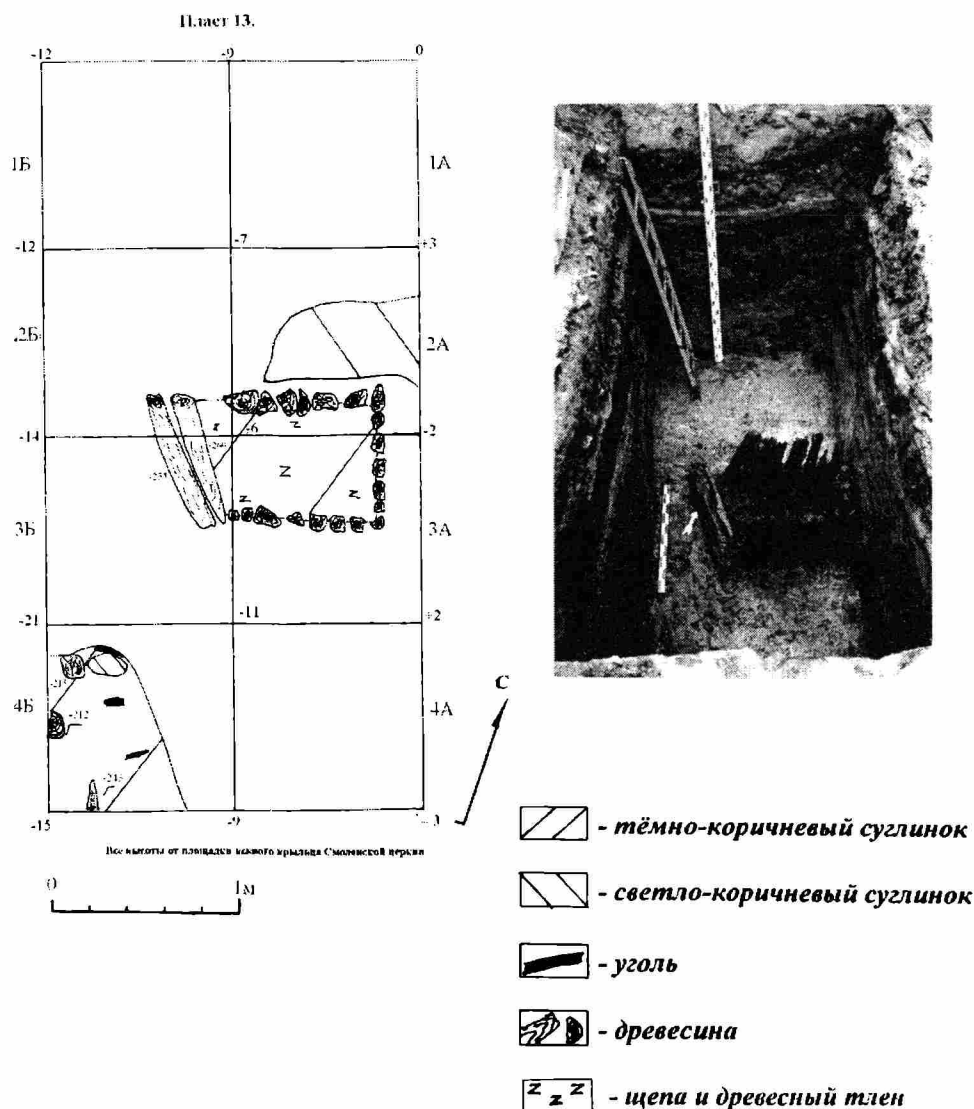 Пласт 13.
-12 -9 0
1Б 1А
-12 -7 +3
2Б 2А
-14 +6 -2
3Б 3А
-21 -11 +2
С
-212
4Б 4А
-15 -9
Все высоты от площадки южного крыльца Смоленской церкви
0 1м
- тёмно-коричневый суглинок
- светло-коричневый суглинок
- уголь
- древесина
z z z - щепа и древесный тлен